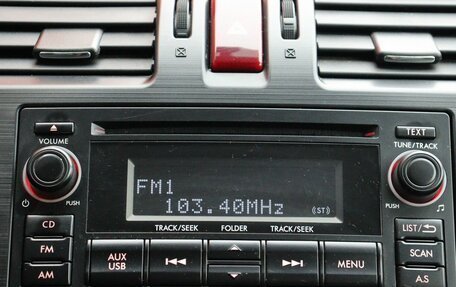 VOLUME
TEXT
TUNE/TRACK
FM1
103.40MHz (ST)
PUSH
PUSH
TRACK/SEEK FOLDER TRACK/SEEK
CD
FM
AM
AUX
USB
MENU
LIST/
SCAN
A.S